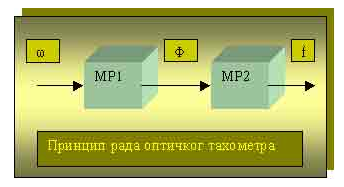 ω Φ f
MP1 MP2
Принцип рада оптичког тахометра